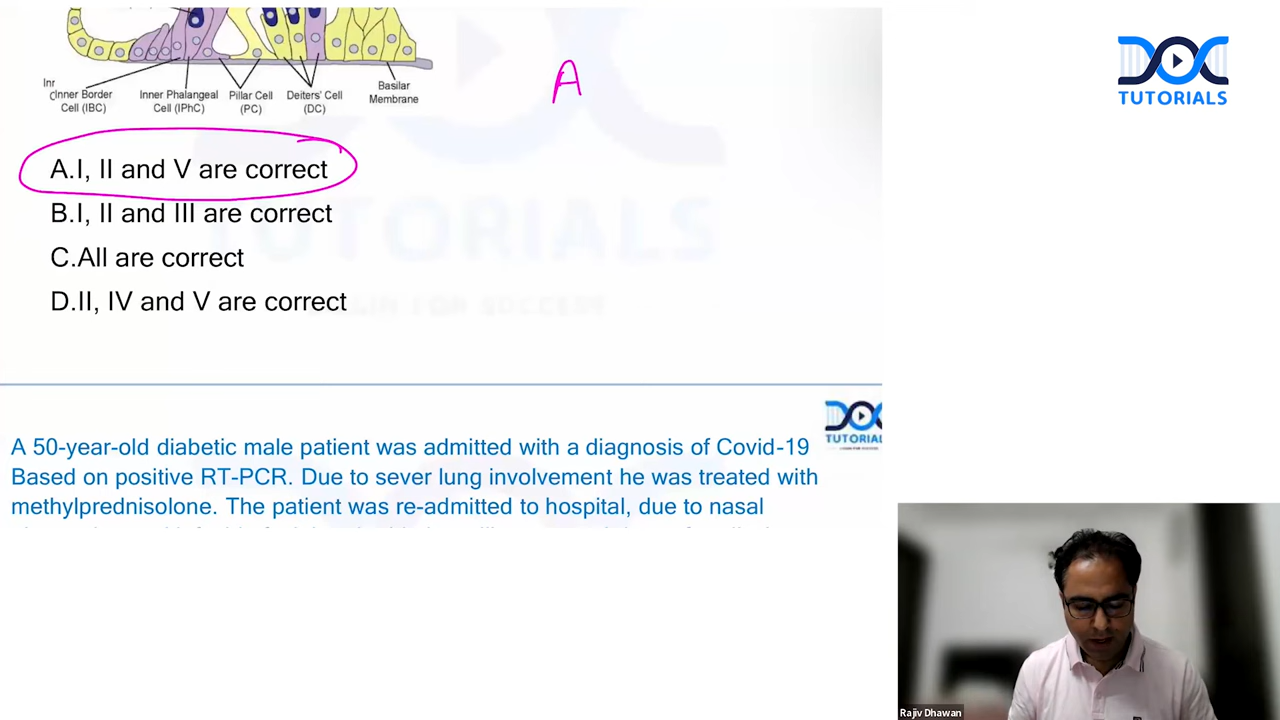 Inr
Inner Border
Cell (IBC)
Inner Phalangeal
Cell (IPhC)
Pillar Cell
(PC)
Deiters' Cell
(DC)
Basilar
Membrane
A
TUTORIALS
A.I, II and V are correct
B.I, II and III are correct
C.All are correct
D.II, IV and V are correct
TUTORIALS
TUTORIAL
A 50-year-old diabetic male patient was admitted with a diagnosis of Covid-19
Based on positive RT-PCR. Due to sever lung involvement he was treated with
methylprednisolone. The patient was re-admitted to hospital, due to nasal
Rajiv Dhawan